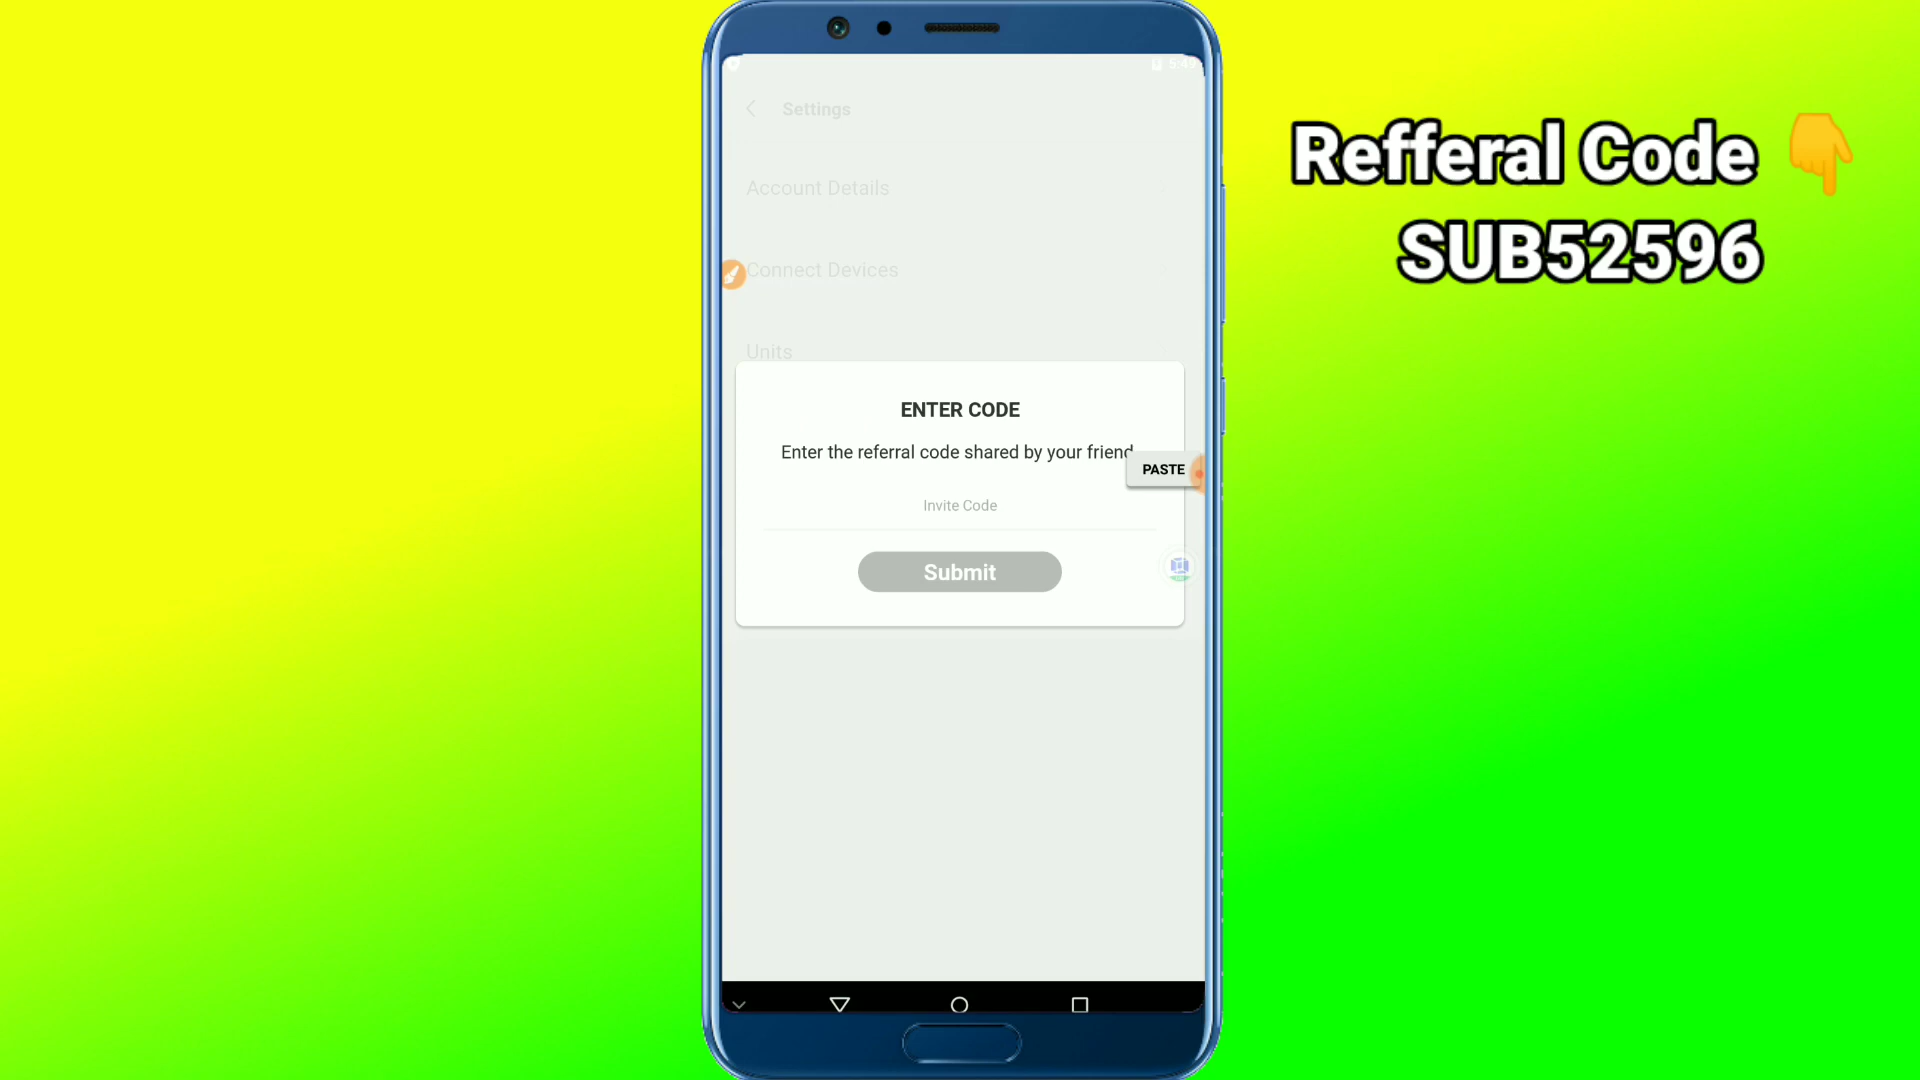 Settings
Account Details
Connect Devices
Units
ENTER CODE
Enter the referral code shared by your friend
PASTE
Invite Code
Submit
Refferal Code 👇
SUB52596